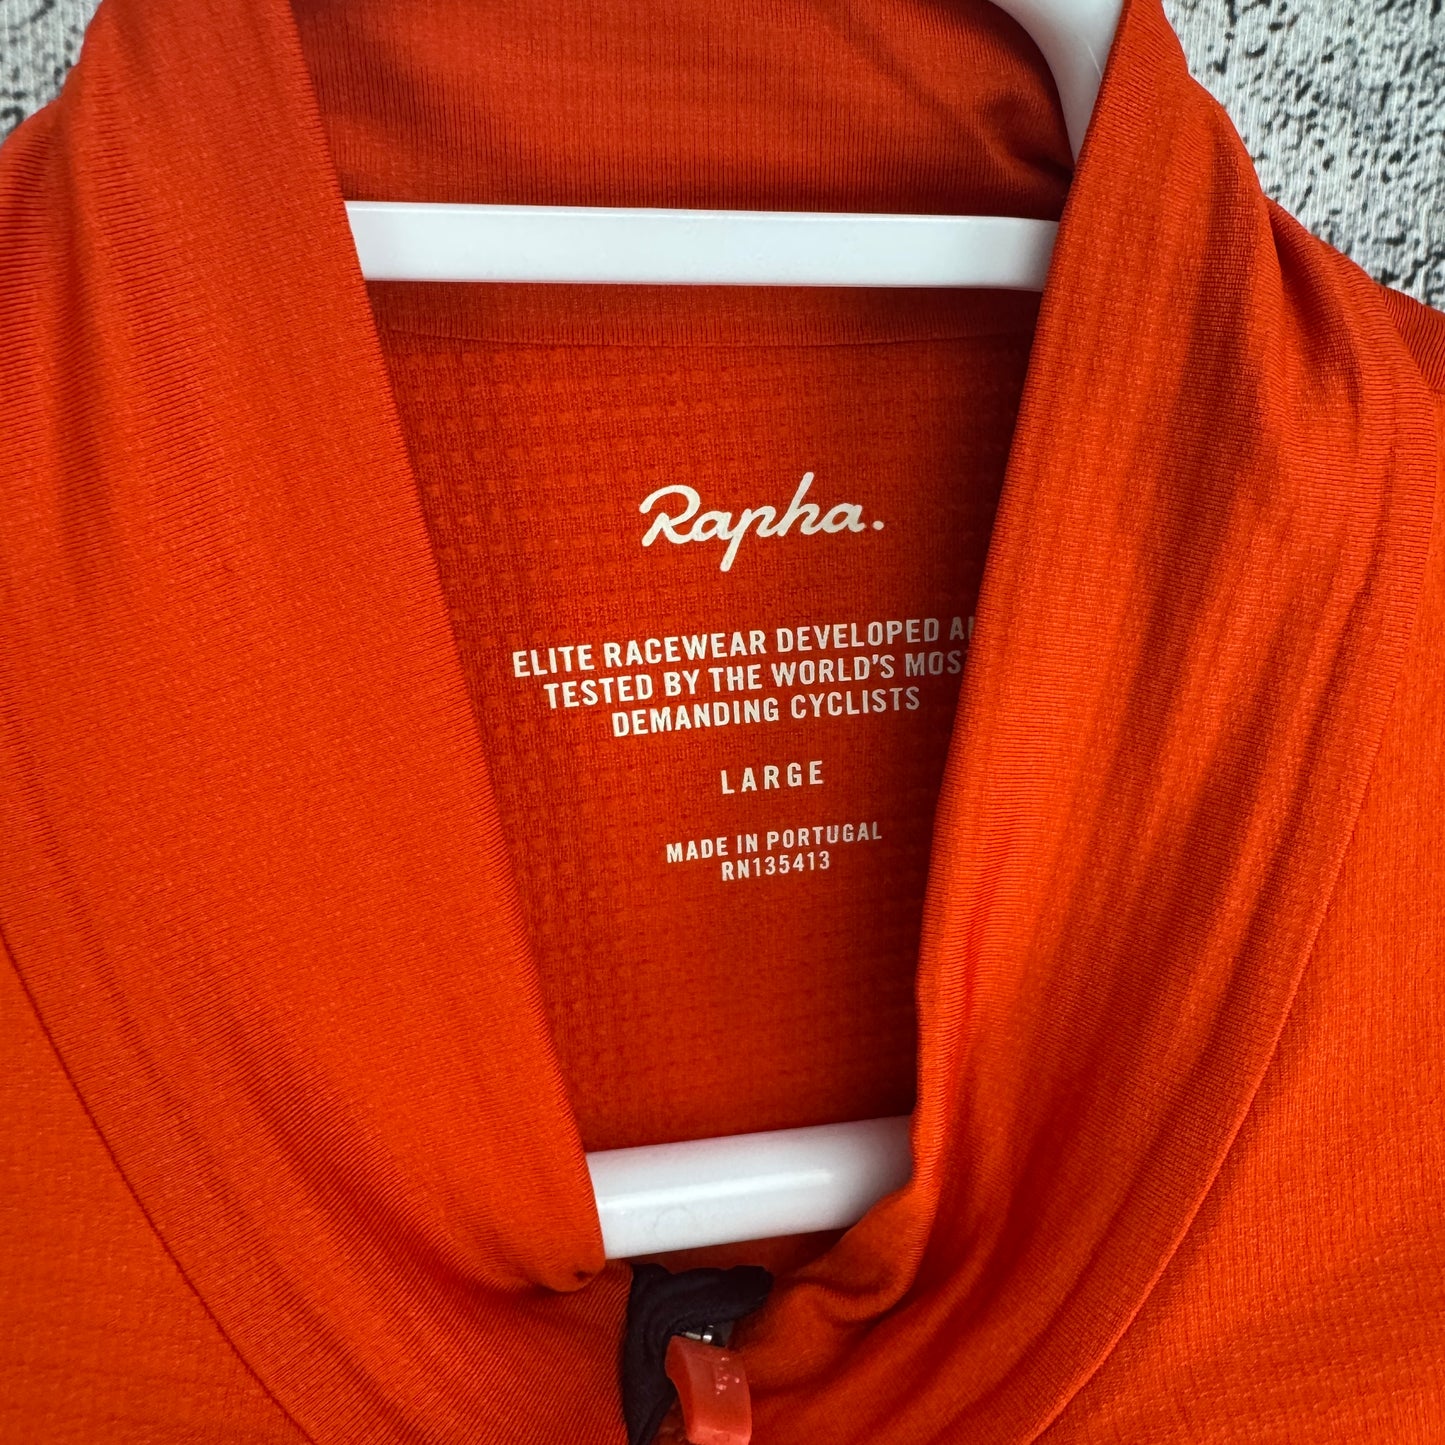 Rapha.
ELITE RACEWEAR DEVELOPED
TESTED BY THE WORLD'S
DEMANDING CYCLISTS
LARGE
MADE IN PORTUGAL
RN135413